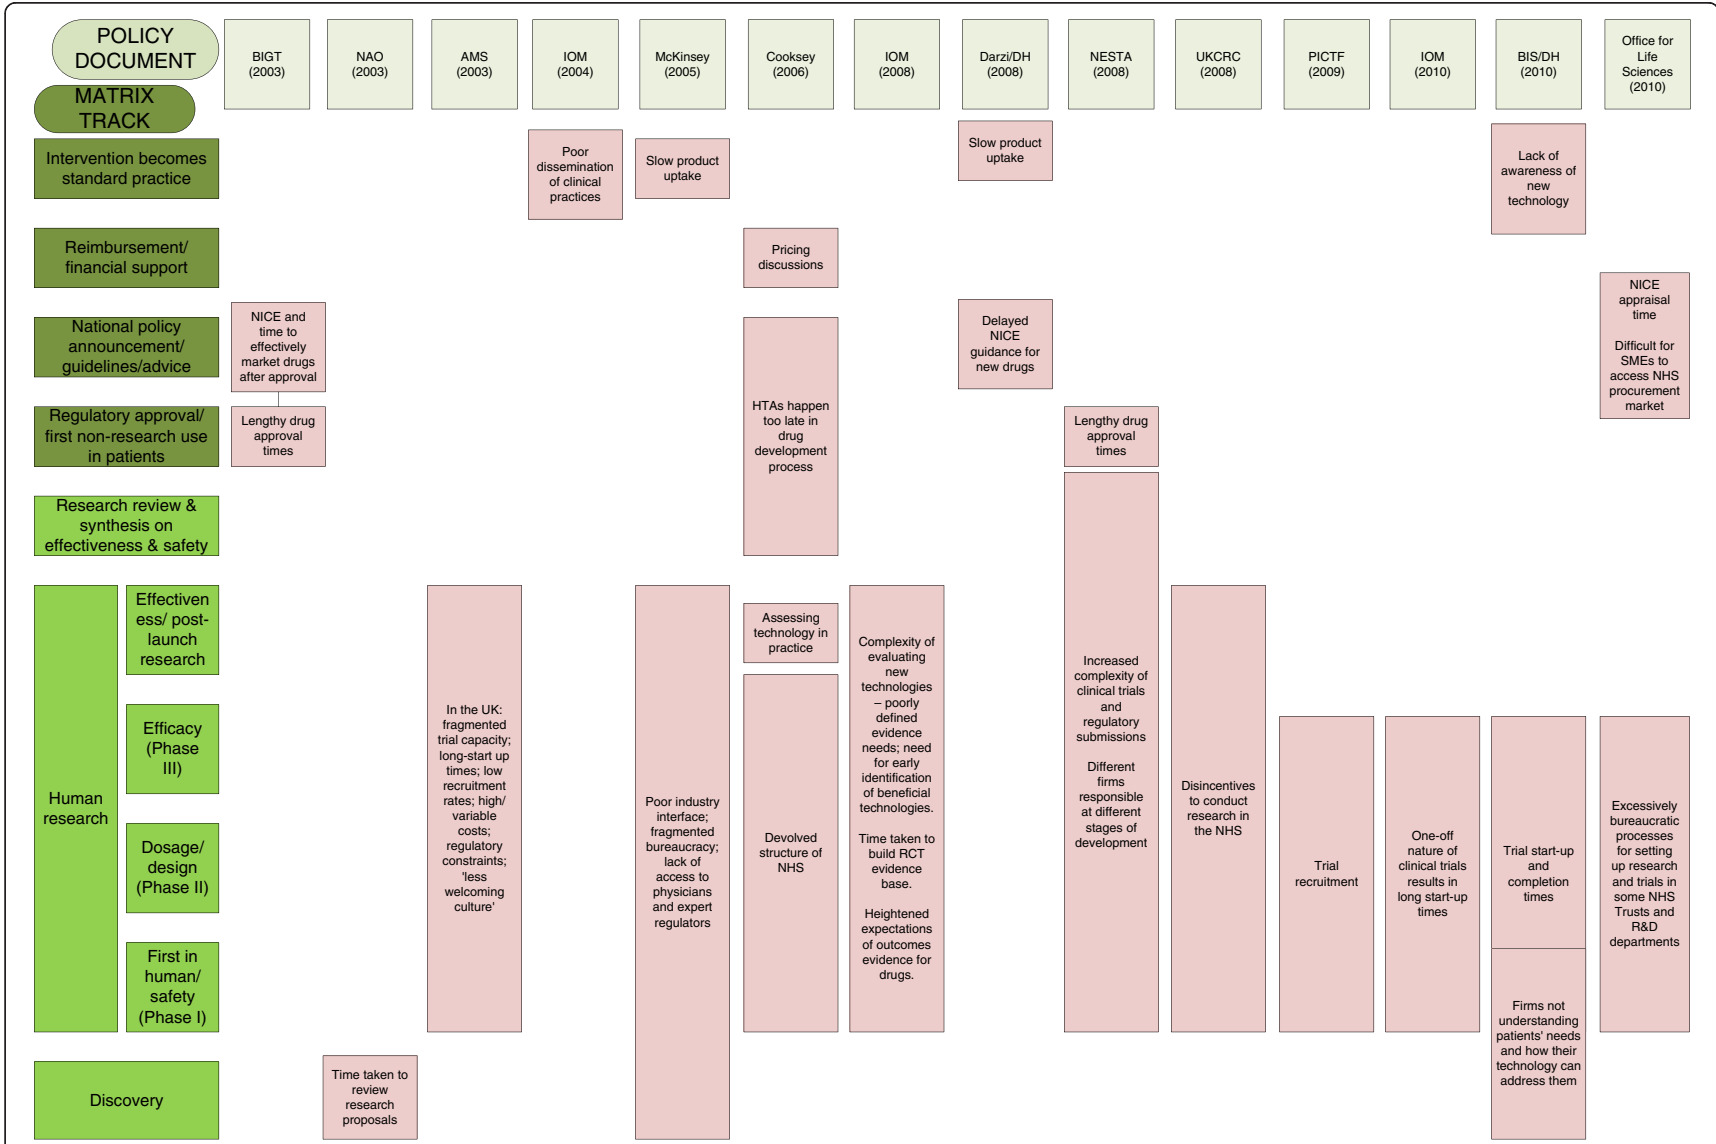 POLICY
DOCUMENT
BIGT
(2003)
NAO
(2003)
AMS
(2003)
IOM
(2004)
McKinsey
(2005)
Cooksey
(2006)
IOM
(2008)
Darzi/DH
(2008)
NESTA
(2008)
UKCRC
(2008)
PICTF
(2009)
IOM
(2010)
BIS/DH
(2010)
Office for
Life
Sciences
(2010)
MATRIX
TRACK
Intervention becomes
standard practice
Poor
dissemination
of clinical
practices
Slow product
uptake
Slow product
uptake
Lack of
awareness of
new
technology
Reimbursement/
financial support
Pricing
discussions
National policy
announcement/
guidelines/advice
NICE and
time to
effectively
market drugs
after approval
Delayed
NICE
guidance for
new drugs
NICE
appraisal
time
Difficult for
SMEs to
access NHS
procurement
market
Regulatory approval/
first non-research use
in patients
Lengthy drug
approval
times
HTAs happen
too late in
drug
development
process
Lengthy drug
approval
times
Research review &
synthesis on
effectiveness & safety
Human
research
Effectiven
ess/ post-
launch
research
Efficacy
(Phase
III)
Dosage/
design
(Phase II)
First in
human/
safety
(Phase I)
In the UK:
fragmented
trial capacity;
long-start up
times; low
recruitment
rates; high/
variable
costs;
regulatory
constraints;
'less
welcoming
culture'
Poor industry
interface;
fragmented
bureaucracy;
lack of
access to
physicians
and expert
regulators
Assessing
technology in
practice
Devolved
structure of
NHS
Complexity of
evaluating
new
technologies
– poorly
defined
evidence
needs; need
for early
identification
of beneficial
technologies.
Time taken to
build RCT
evidence
base.
Heightened
expectations
of outcomes
evidence for
drugs.
Increased
complexity of
clinical trials
and
regulatory
submissions
Different
firms
responsible
at different
stages of
development
Disincentives
to conduct
research in
the NHS
Trial
recruitment
One-off
nature of
clinical trials
results in
long start-up
times
Trial start-up
and
completion
times
Excessively
bureaucratic
processes
for setting
up research
and trials in
some NHS
Trusts and
R&D
departments
Firms not
understanding
patients' needs
and how their
technology can
address them
Discovery
Time taken to
review
research
proposals